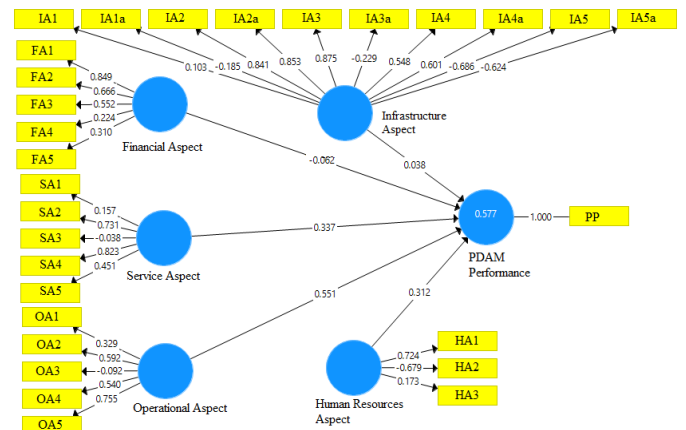 IA1 IA1a IA2 IA2a IA3 IA3a IA4 IA4a IA5 IA5a
0.103 -0.185 0.841 0.853 0.875 -0.229 0.548 0.601 -0.686 -0.624
FA1
FA2
FA3
FA4
FA5
0.849
0.666
0.552
0.224
0.310
Financial Aspect
Infrastructure
Aspect
-0.062
0.038
SA1
SA2
SA3
SA4
SA5
0.157
0.731
-0.038
0.823
0.451
Service Aspect
0.337
0.577
1.000
PP
PDAM
Performance
0.551
0.312
OA1
OA2
OA3
OA4
OA5
0.329
0.592
-0.092
0.540
0.755
Operational Aspect
Human Resources
Aspect
0.724
-0.679
0.173
HA1
HA2
HA3